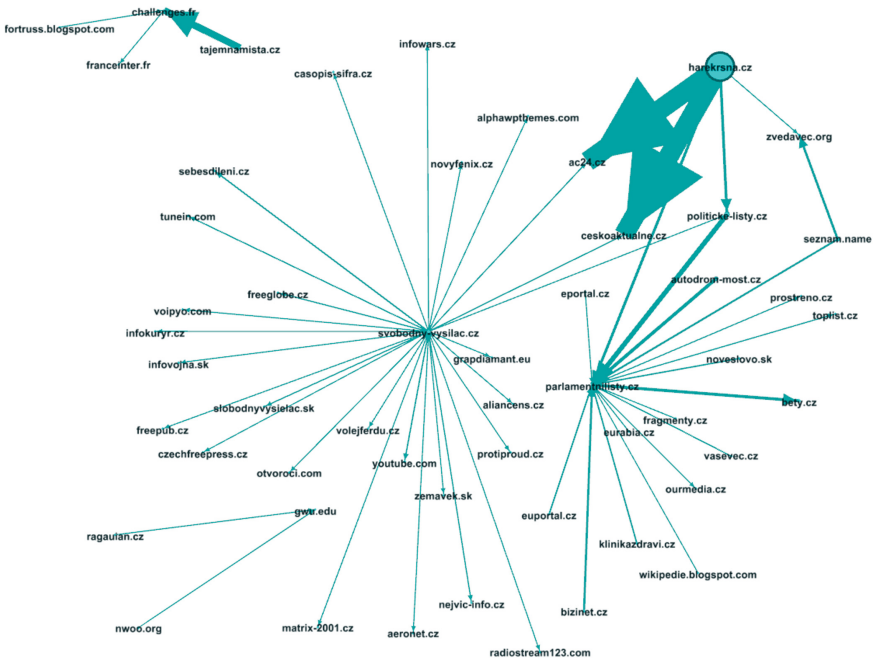 challenges.fr
fortruss.blogspot.com
tajemnamista.cz
infowars.cz
franceinter.fr
harekrsna.cz
casopis-sifra.cz
alphawpthemes.com
zvedavec.org
novyfenix.cz
ac24.cz
sebesdileni.cz
tunein.com
politicke-listy.cz
ceskoaktualne.cz
seznam.name
autodrom-most.cz
freeglobe.cz
eportal.cz
prostreno.cz
voipyo.com
toplist.cz
infokuryr.cz
svobodny-vysilac.cz
grapdiamant.eu
noveslovo.sk
infovojna.sk
parlamentnilisty.cz
aliancens.cz
bety.cz
slobodnyvysielac.sk
fragmenty.cz
freepub.cz
volejferdu.cz
eurabia.cz
czechfreepress.cz
protiproud.cz
vasevec.cz
youtube.com
otvoroci.com
ourmedia.cz
zemavek.sk
gwu.edu
euportal.cz
ragauian.cz
klinikazdravi.cz
wikipedie.blogspot.com
nejvic-info.cz
bizinet.cz
nwoo.org
matrix-2001.cz
aeronet.cz
radiostream123.com